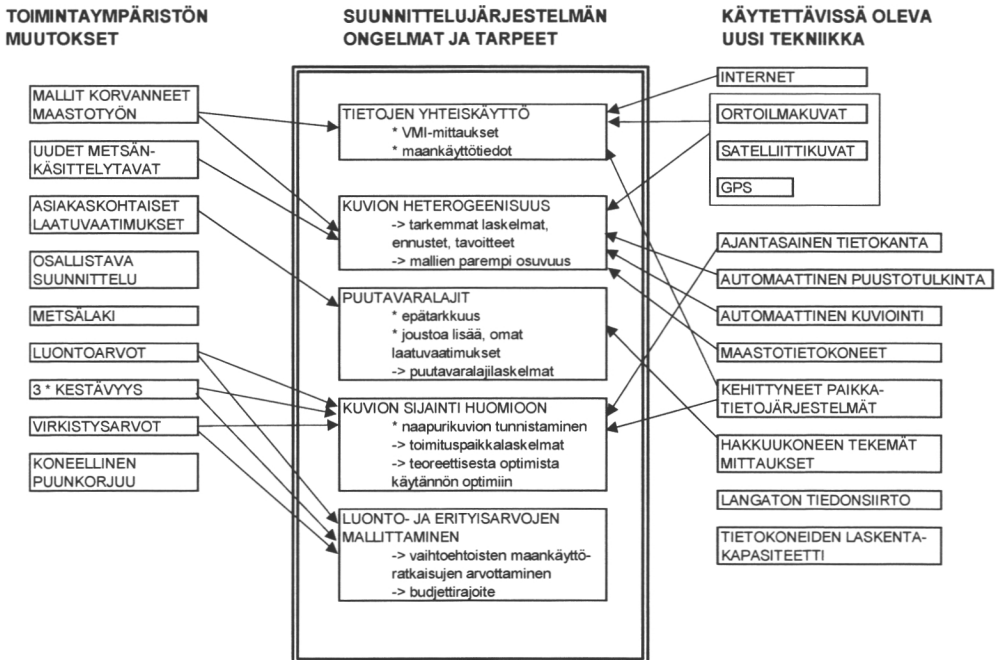 TOIMINTAYMPÄRISTÖN
MUUTOKSET
MALLIT KORVANNEET
MAASTOTYÖN
UUDET METSÄN-
KÄSITTELYTAVAT
ASIAKASKOHTAISET
LAATUVAATIMUKSET
OSALLISTAVA
SUUNNITTELU
METSÄLAKI
LUONTOARVOT
3 * KESTÄVYYS
VIRKISTYSARVOT
KONEELLINEN
PUUNKORJUU
SUUNNITTELUJÄRJESTELMÄN
ONGELMAT JA TARPEET
TIETOJEN YHTEISKÄYTTÖ
* VMI-mittaukset
* maankäyttötiedot
KUVION HETEROGEENISUUS
-> tarkemmat laskelmat,
ennustet, tavoitteet
-> mallien parempi osuvuus
PUUTAVARALAJIT
* epätarkkuus
* joustoa lisää, omat
laatuvaatimukset
-> puutavaralajilaskelmat
KUVION SIJAINTI HUOMIOON
* naapurikuvion tunnistaminen
-> toimituspaikkalaskelmat
-> teoreettisesta optimista
käytännön optimiin
LUONTO- JA ERITYISARVOJEN
MALLITTAMINEN
-> vaihtoehtoisten maankäyttö-
ratkaisujen arvottaminen
-> budjettirajoite
KÄYTETTÄVISSÄ OLEVA
UUSI TEKNIIKKA
INTERNET
ORTOILMAKUVAT
SATELLIITTIKUVAT
GPS
AJANTASAINEN TIETOKANTA
AUTOMAATTINEN PUUSTOTULKINTA
AUTOMAATTINEN KUVIOINTI
MAASTOTIETOKONEET
KEHITTYNEET PAIKKA-
TIETOJÄRJESTELMÄT
HAKKUUKONEEN TEKEMÄT
MITTAUKSET
LANGATON TIEDONSIIRTO
TIETOKONEIDEN LASKENTA-
KAPASITEETTI